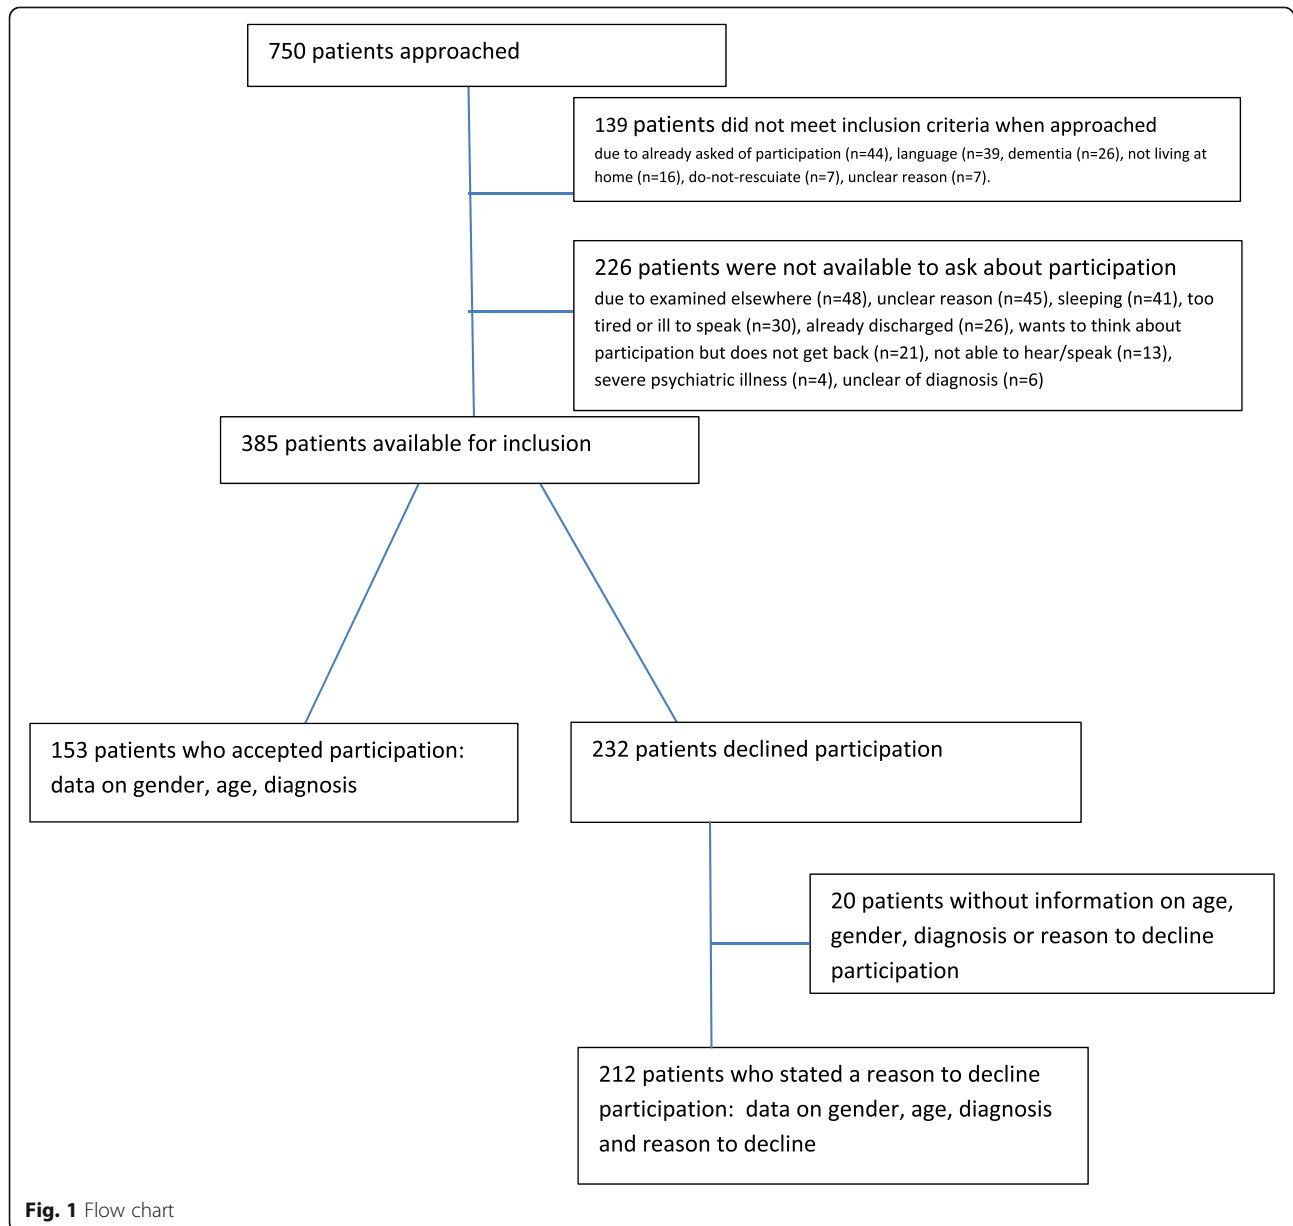 750 patients approached
139 patients did not meet inclusion criteria when approached
due to already asked of participation (n=44), language (n=39, dementia (n=26), not living at
home (n=16), do-not-rescuiate (n=7), unclear reason (n=7).
226 patients were not available to ask about participation
due to examined elsewhere (n=48), unclear reason (n=45), sleeping (n=41), too
tired or ill to speak (n=30), already discharged (n=26), wants to think about
participation but does not get back (n=21), not able to hear/speak (n=13),
severe psychiatric illness (n=4), unclear of diagnosis (n=6)
385 patients available for inclusion
153 patients who accepted participation:
data on gender, age, diagnosis
232 patients declined participation
20 patients without information on age,
gender, diagnosis or reason to decline
participation
212 patients who stated a reason to decline
participation:  data on gender, age, diagnosis
and reason to decline
Fig. 1 Flow chart